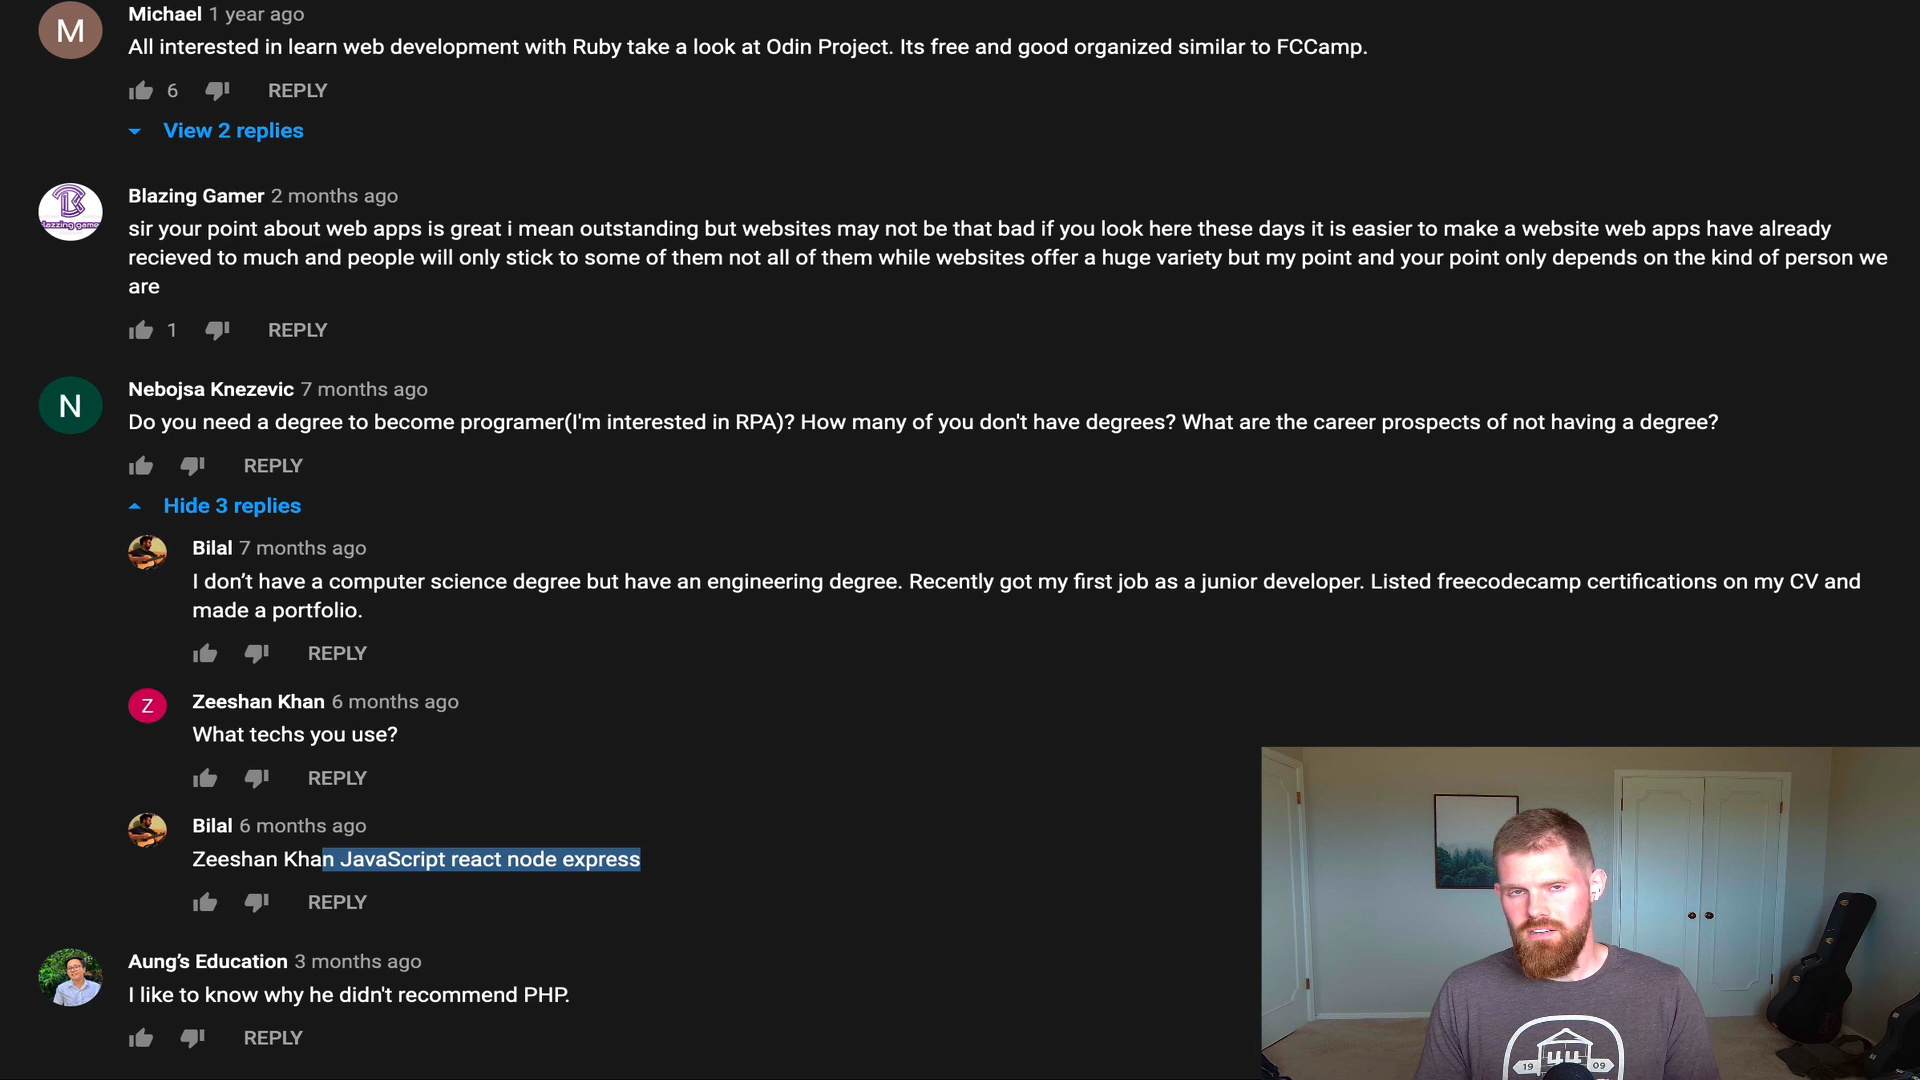 M
Michael 1 year ago
All interested in learn web development with Ruby take a look at Odin Project. Its free and good organized similar to FCCamp.
6 REPLY
View 2 replies
Blazing Gamer 2 months ago
sir your point about web apps is great i mean outstanding but websites may not be that bad if you look here these days it is easier to make a website web apps have already
recieved to much and people will only stick to some of them not all of them while websites offer a huge variety but my point and your point only depends on the kind of person we
are
1 REPLY
N
Nebojsa Knezevic 7 months ago
Do you need a degree to become programer(I'm interested in RPA)? How many of you don't have degrees? What are the career prospects of not having a degree?
REPLY
Hide 3 replies
Bilal 7 months ago
I don’t have a computer science degree but have an engineering degree. Recently got my first job as a junior developer. Listed freecodecamp certifications on my CV and
made a portfolio.
REPLY
Z
Zeeshan Khan 6 months ago
What techs you use?
REPLY
Bilal 6 months ago
Zeeshan Khan JavaScript react node express
REPLY
Aung’s Education 3 months ago
I like to know why he didn't recommend PHP.
REPLY
19 09